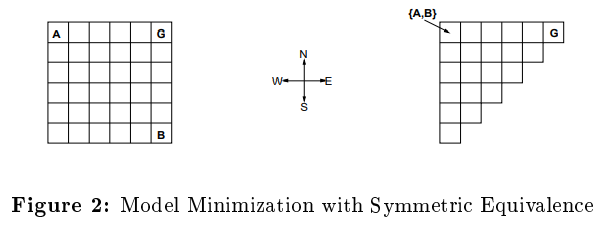 {A,B}
A G
N
W E
S
B
G
Figure 2: Model Minimization with Symmetric Equivalence